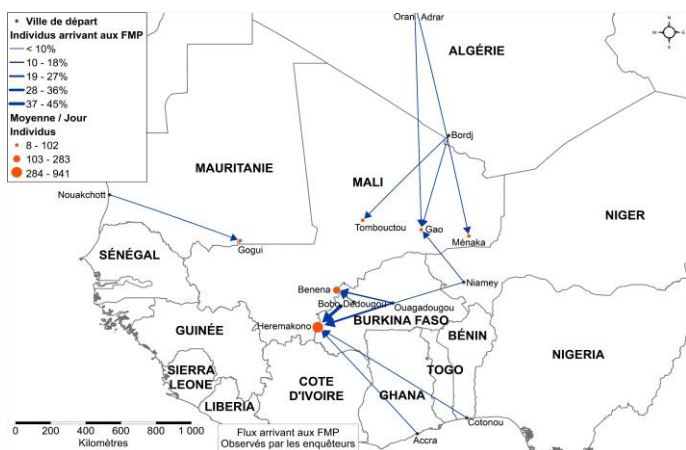 Ville de départ
Individus arrivant aux FMP
< 10%
10 - 18%
19 - 27%
28 - 36%
37 - 45%
Moyenne / Jour
Individus
8 - 102
103 - 283
284 - 941
Oran
Adrar
N
W
E
S
ALGÉRIE
Bordj
MAURITANIE
MALI
Nouakchott
NIGER
Tombouctou
Gao
Ménaka
Gogui
SÉNÉGAL
Niamey
Benena
Bobo
Dédougou
Ouagadougou
Heremakono
BURKINA FASO
GUINÉE
BÉNIN
NIGERIA
SIERRA
LEONE
TOGO
COTE
D'IVOIRE
GHANA
LIBERIA
Cotonou
0 200 400 600 800 1 000
Kilomètres
Flux arrivant aux FMP
Observés par les enquêteurs
Accra